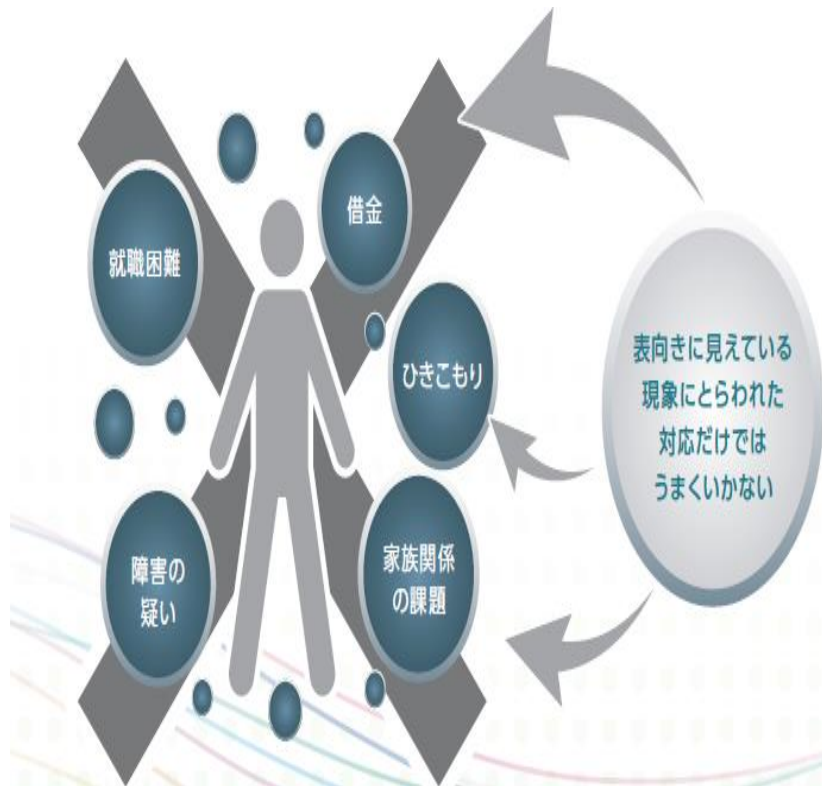 就職困難
借金
ひきこもり
障害の
疑い
家族関係
の課題
表向きに見えている
現象にとらわれた
対応だけでは
うまくいかない